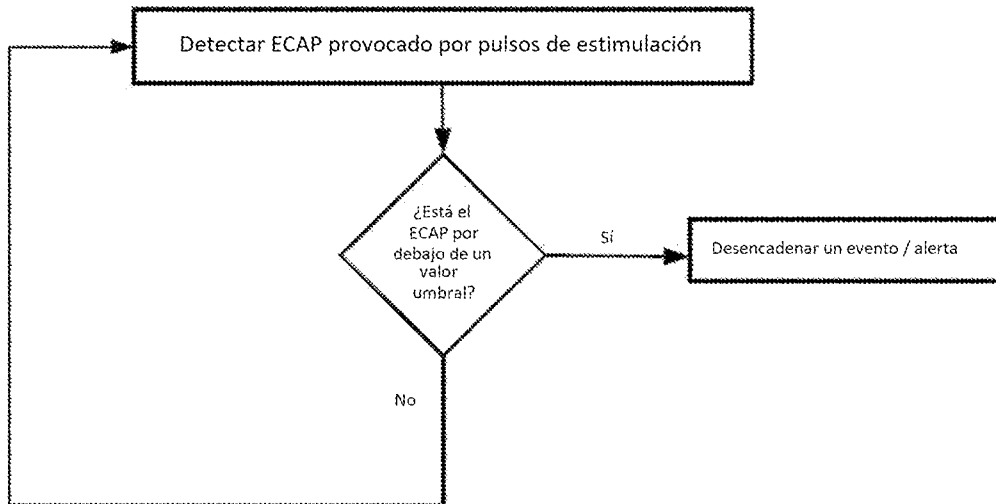 Detectar ECAP provocado por pulsos de estimulación
¿Está el
ECAP por
debajo de un
valor
umbral?
Sí
Desencadenar un evento / alerta
No